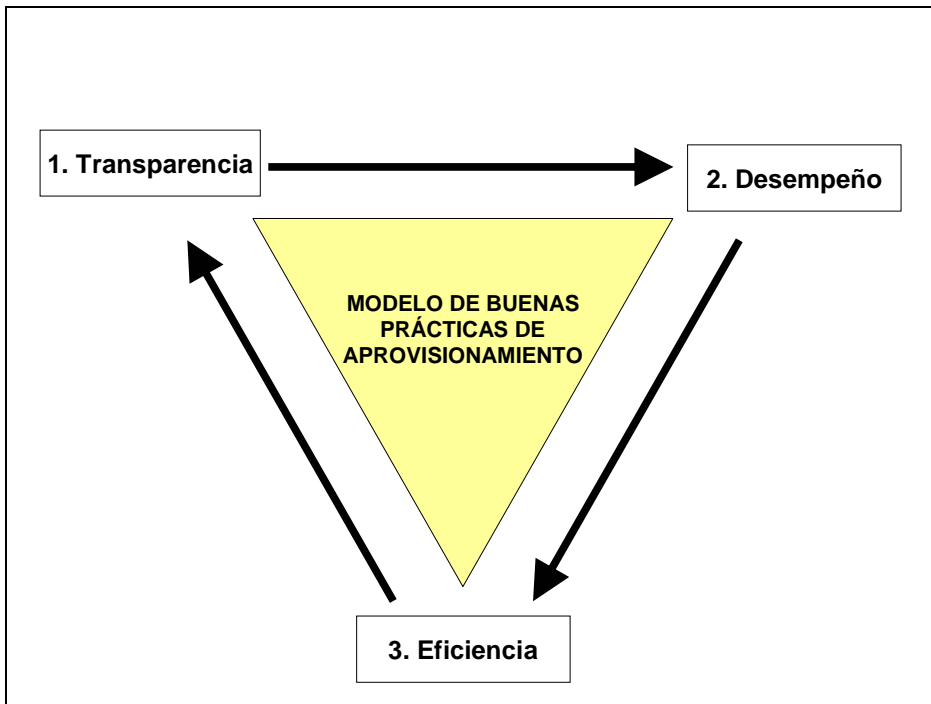 1. Transparencia
2. Desempeño
MODELO DE BUENAS
PRÁCTICAS DE
APROVISIONAMIENTO
3. Eficiencia